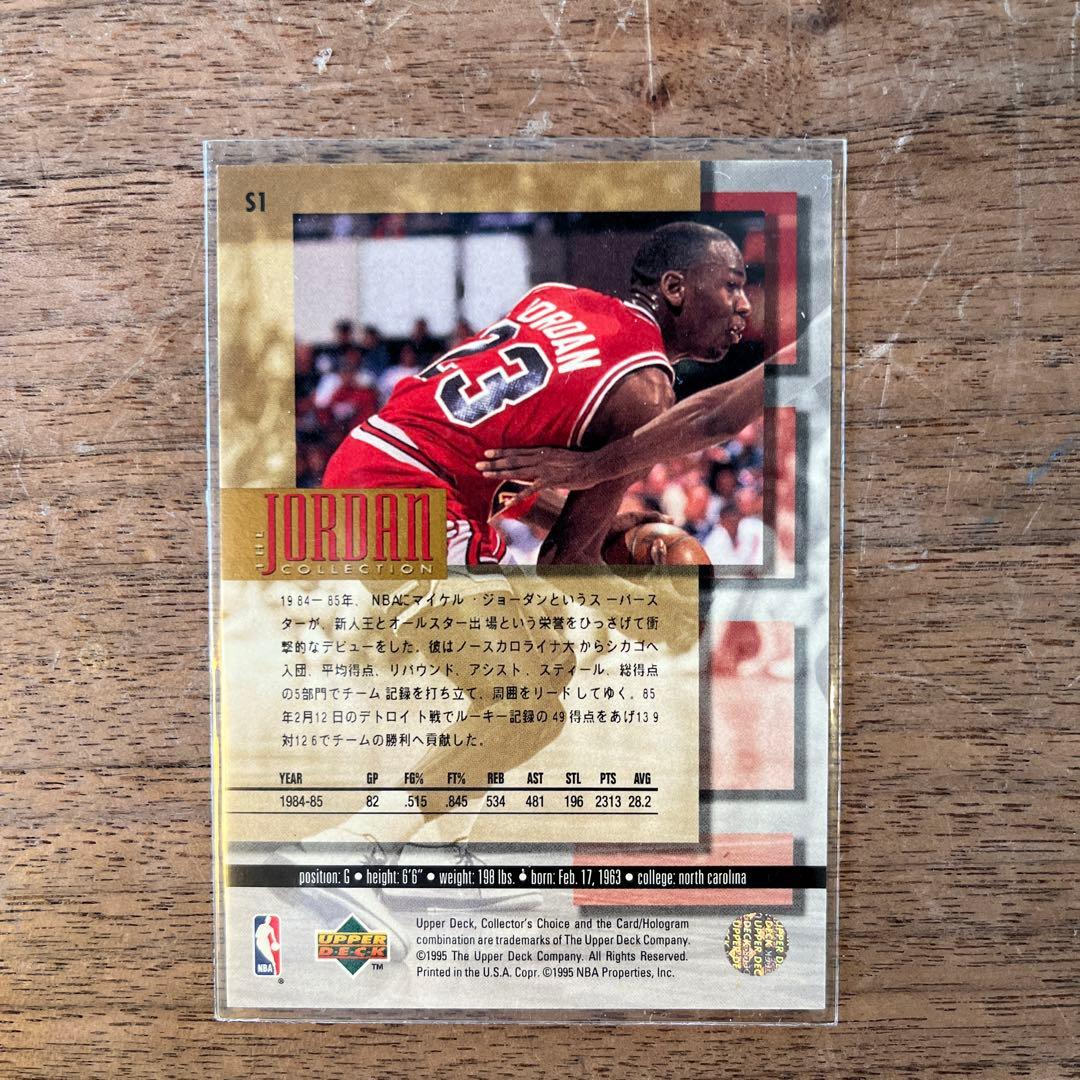 S1
JORDAN
23
THE
JORDAN
COLLECTION
1984－85年、NBAにマイケル・ジョーダンというスーパース
ターが、新人王とオールスター出場という栄誉をひっさげて衝
撃的なデビューをした。彼はノースカロライナ大からシカゴへ
入団、平均得点、リバウンド、アシスト、スティール、総得点
の5部門でチーム記録を打ち立て、周囲をリードしてゆく。85
年2月12日のデトロイト戦でルーキー記録の49得点をあげ139
対126でチームの勝利へ貢献した。
YEAR GP FG% FT% REB AST STL PTS AVG
1984-85 82 .515 .845 534 481 196 2313 28.2
position: G ● height: 6'6" ● weight: 198 lbs. ● born: Feb. 17, 1963 ● college: north carolina
NBA ®
UPPER
DECK
TM
Upper Deck, Collector's Choice and the Card/Hologram
combination are trademarks of The Upper Deck Company.
©1995 The Upper Deck Company. All Rights Reserved.
Printed in the U.S.A. Copr. ©1995 NBA Properties, Inc.